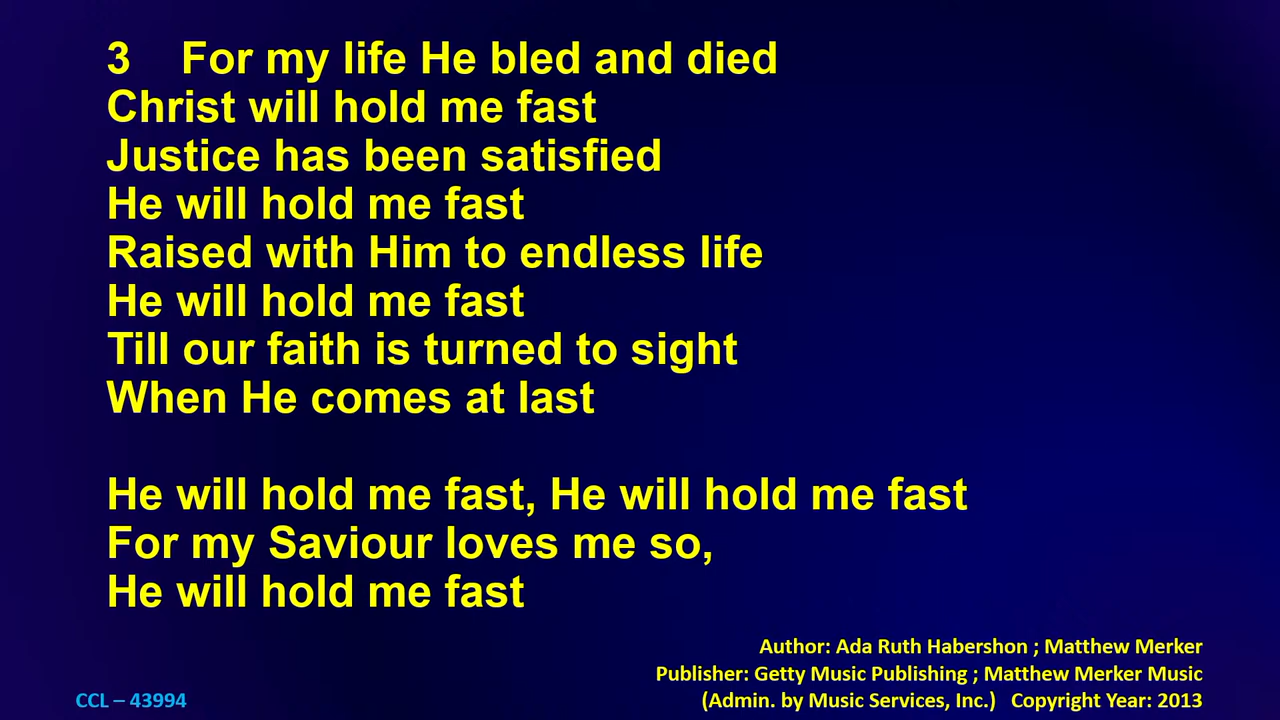 3 For my life He bled and died
Christ will hold me fast
Justice has been satisfied
He will hold me fast
Raised with Him to endless life
He will hold me fast
Till our faith is turned to sight
When He comes at last
He will hold me fast, He will hold me fast
For my Saviour loves me so,
He will hold me fast
Author: Ada Ruth Habershon ; Matthew Merker
Publisher: Getty Music Publishing ; Matthew Merker Music
(Admin. by Music Services, Inc.) Copyright Year: 2013
CCL – 43994